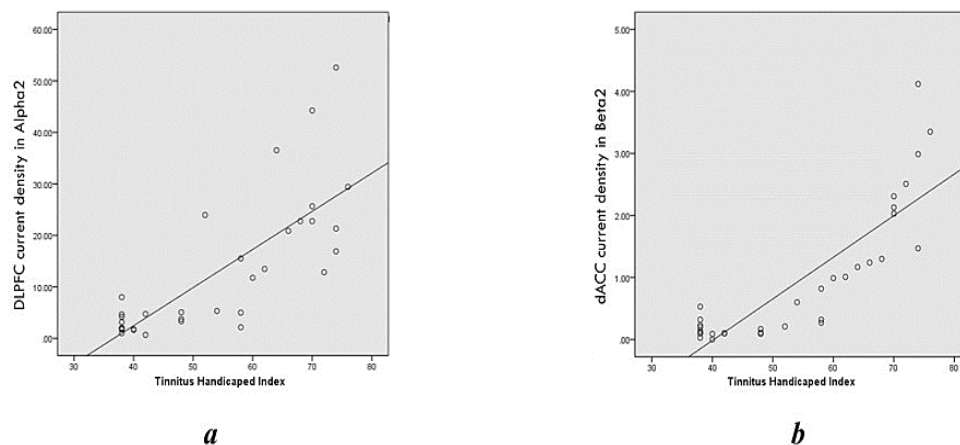 DLPFC current density in Alpha2
60.00
50.00
40.00
30.00
20.00
10.00
.00
30 40 50 60 70 80
Tinnitus Handicaped Index
a
dACC current density in Beta2
5.00
4.00
3.00
2.00
1.00
.00
30 40 50 60 70 80
Tinnitus Handicaped Index
b